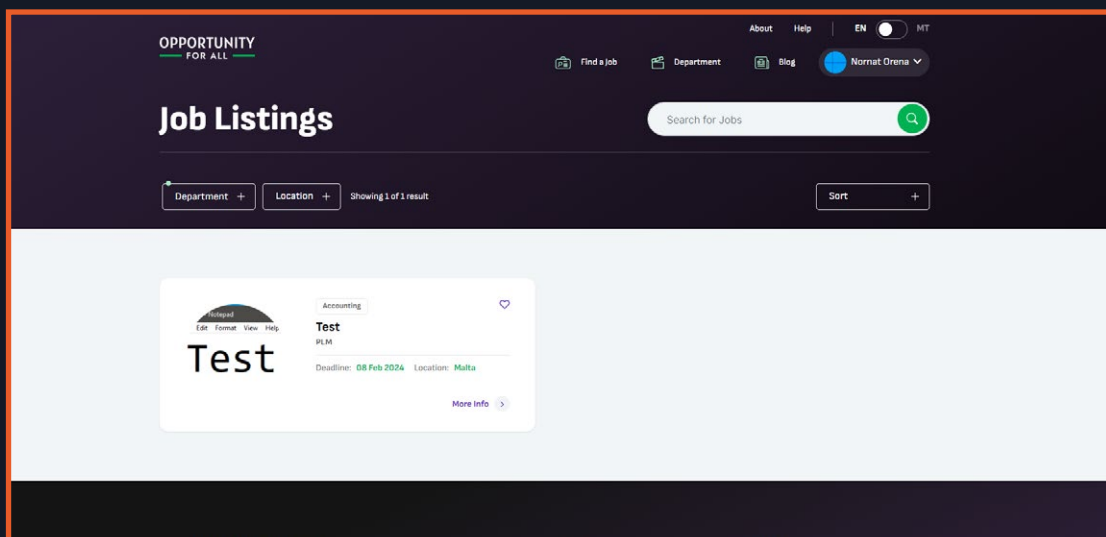 OPPORTUNITY
FOR ALL
About Help EN MT
Find a Job Department Blog Nornat Orena
Job Listings
Search for Jobs
Department + Location + Showing 1 of 1 result
Sort +
Notepad
Edit Format View Help
Test
Accounting
Test
PLM
Deadline: 08 Feb 2024 Location: Malta
More Info >